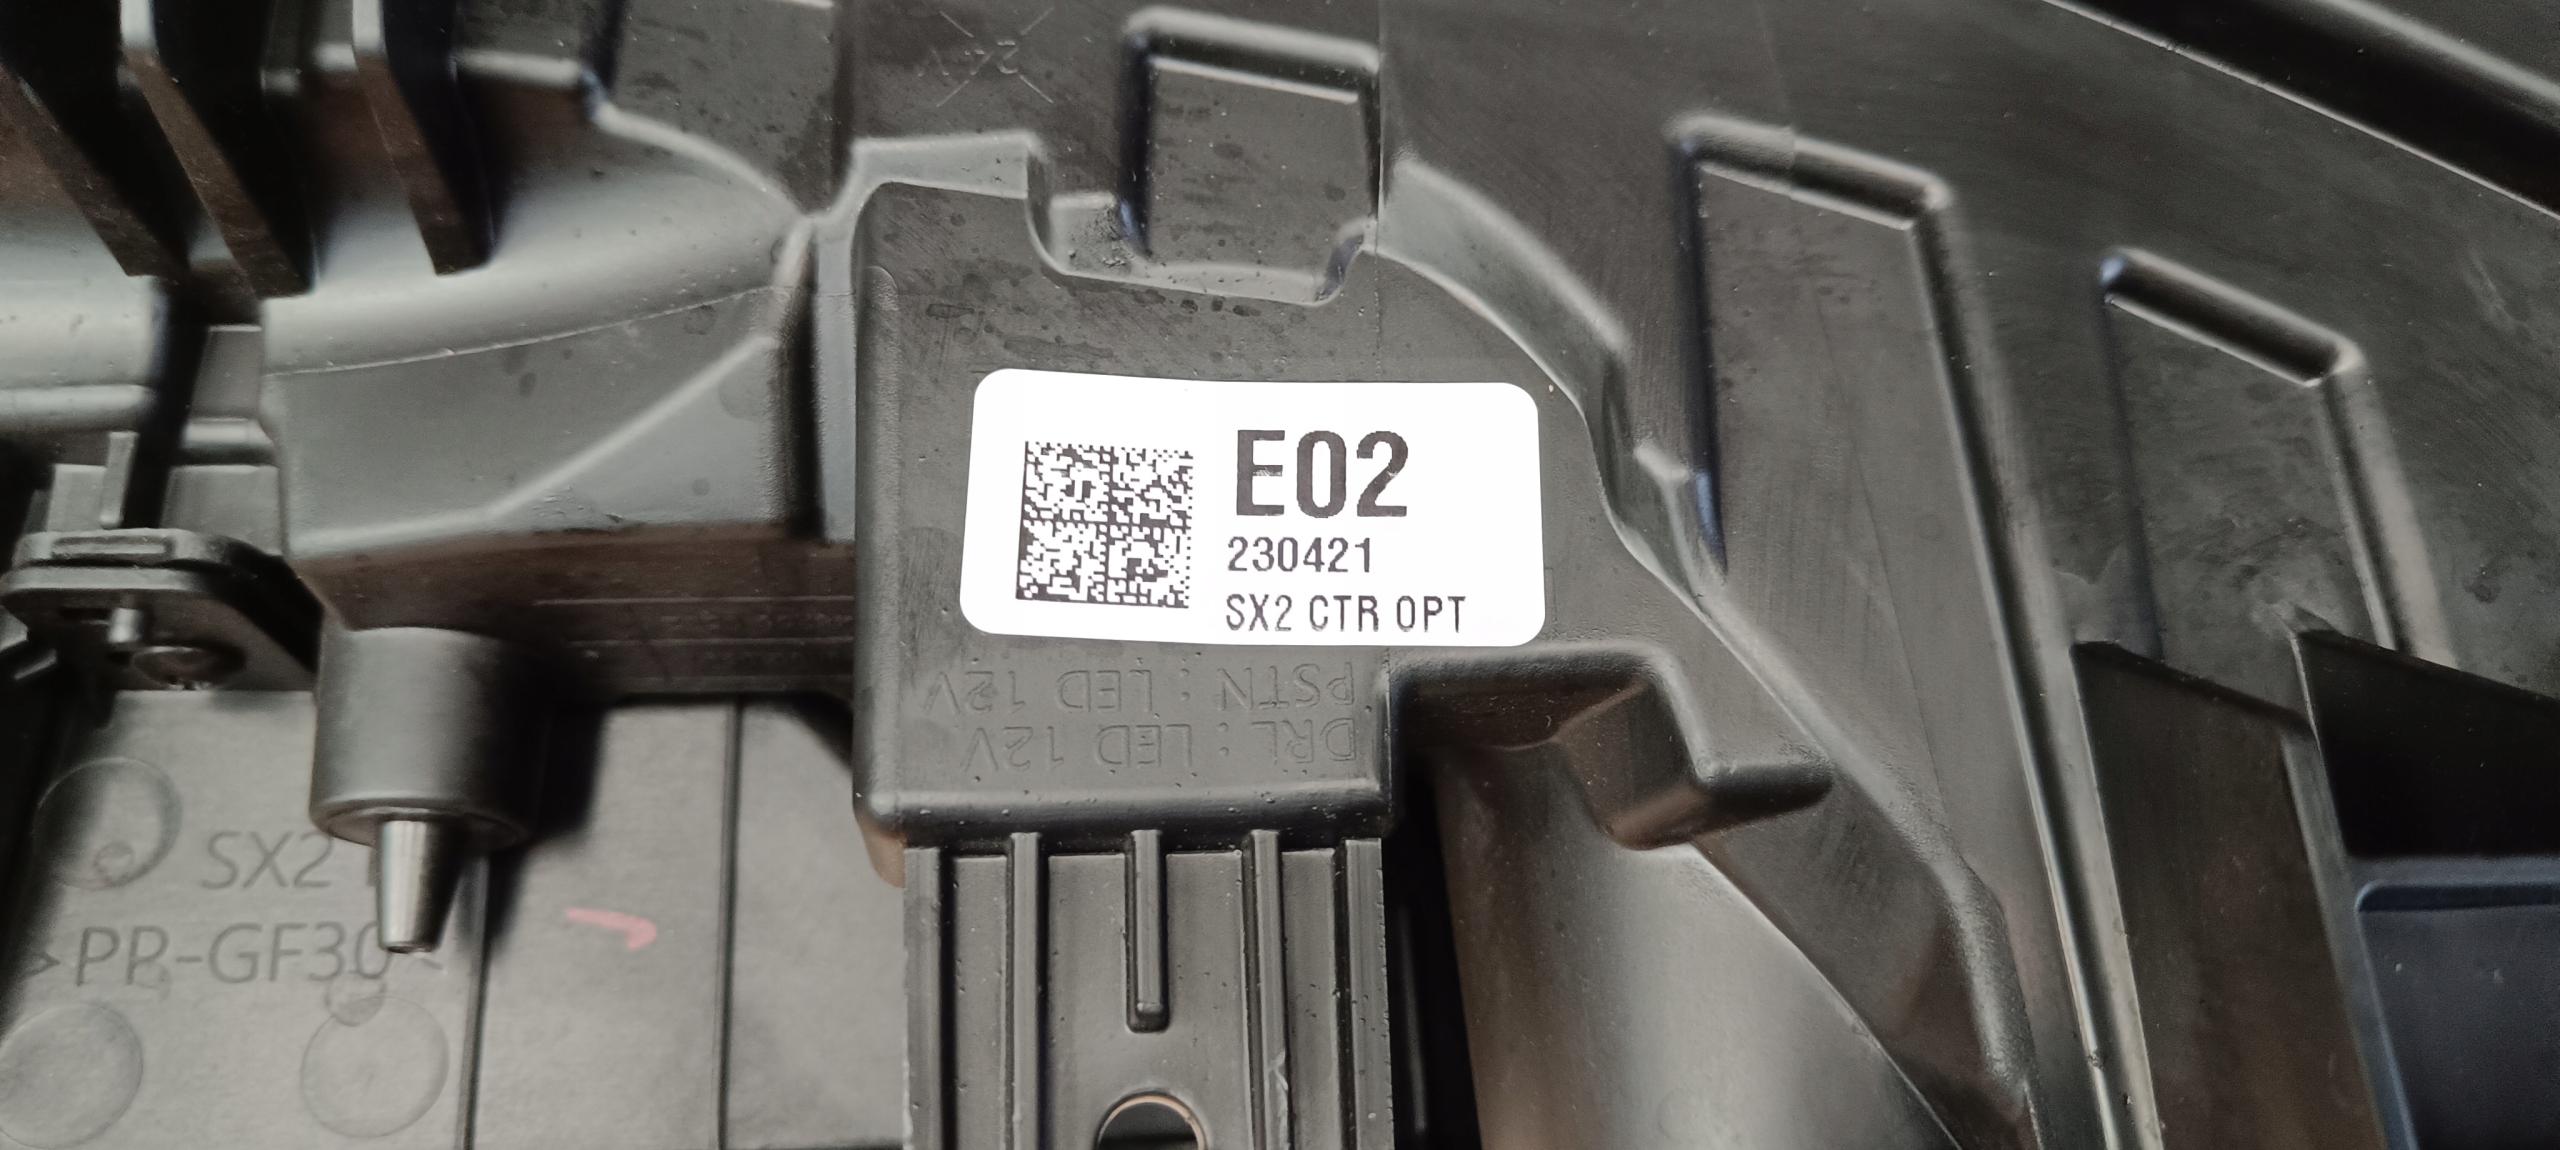 E02
230421
SX2 CTR OPT
DRL : LED 12V
PSTN : LED 12V
SX2
>PP-GF30<